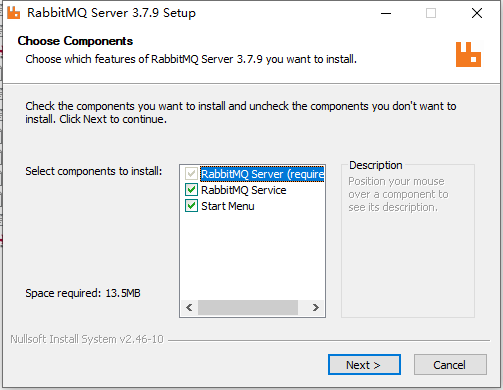 RabbitMQ Server 3.7.9 Setup
Choose Components
Choose which features of RabbitMQ Server 3.7.9 you want to install.
Check the components you want to install and uncheck the components you don't want to
install. Click Next to continue.
Select components to install:
RabbitMQ Server (require
RabbitMQ Service
Start Menu
Description
Position your mouse
over a component to
see its description.
Space required: 13.5MB
Nullsoft Install System v2.46-10
Next >
Cancel